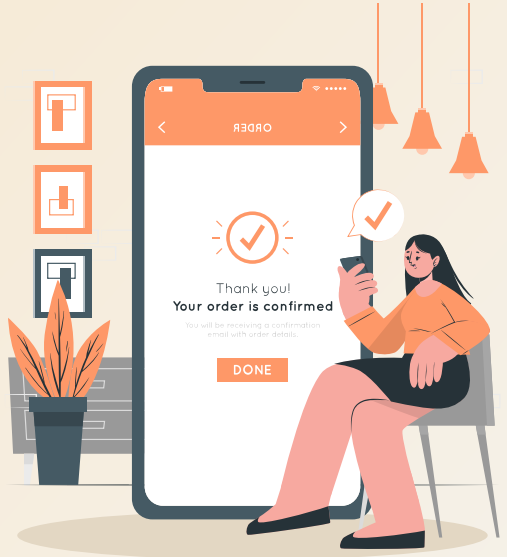 ORDER
Thank you!
Your order is confirmed
You will be receiving a confirmation
email with order details.
DONE